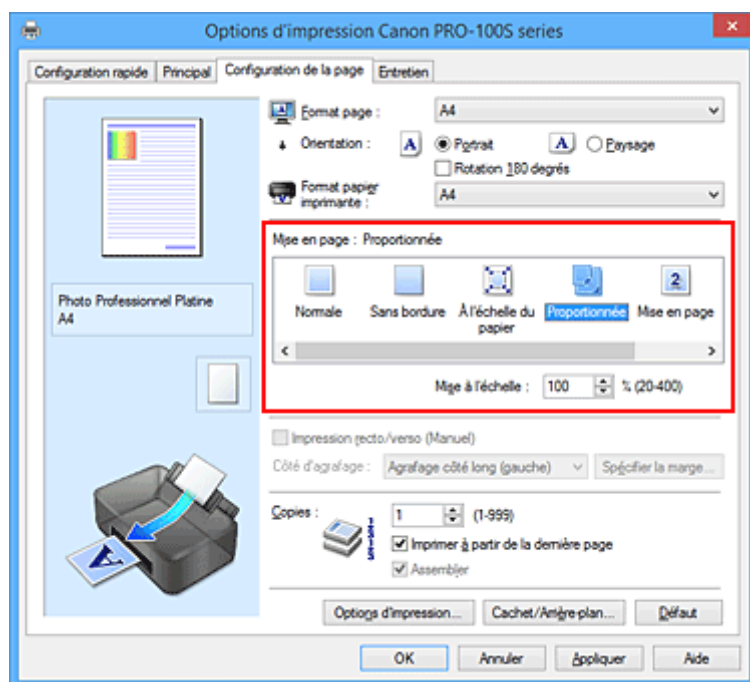 Options d'impression Canon PRO-100S series
Configuration rapide Principal Configuration de la page Entretien
Format page : A4
Orientation : A Portrait A Paysage
Rotation 180 degrés
Format papier
imprimante : A4
Mise en page : Proportionnée
2
Normale Sans bordure À l'échelle du
papier Proportionnée Mise en page
Photo Professionnel Platine
A4
Mise à l'échelle : 100 % (20-400)
Impression recto/verso (Manuel)
Côté d'agrafage : Agrafage côté long (gauche) Spécifier la marge...
Copies : 1 (1-999)
Imprimer à partir de la dernière page
Assembler
A
Options d'impression... Cachet/Arrière-plan... Défaut
OK Annuler Appliquer Aide